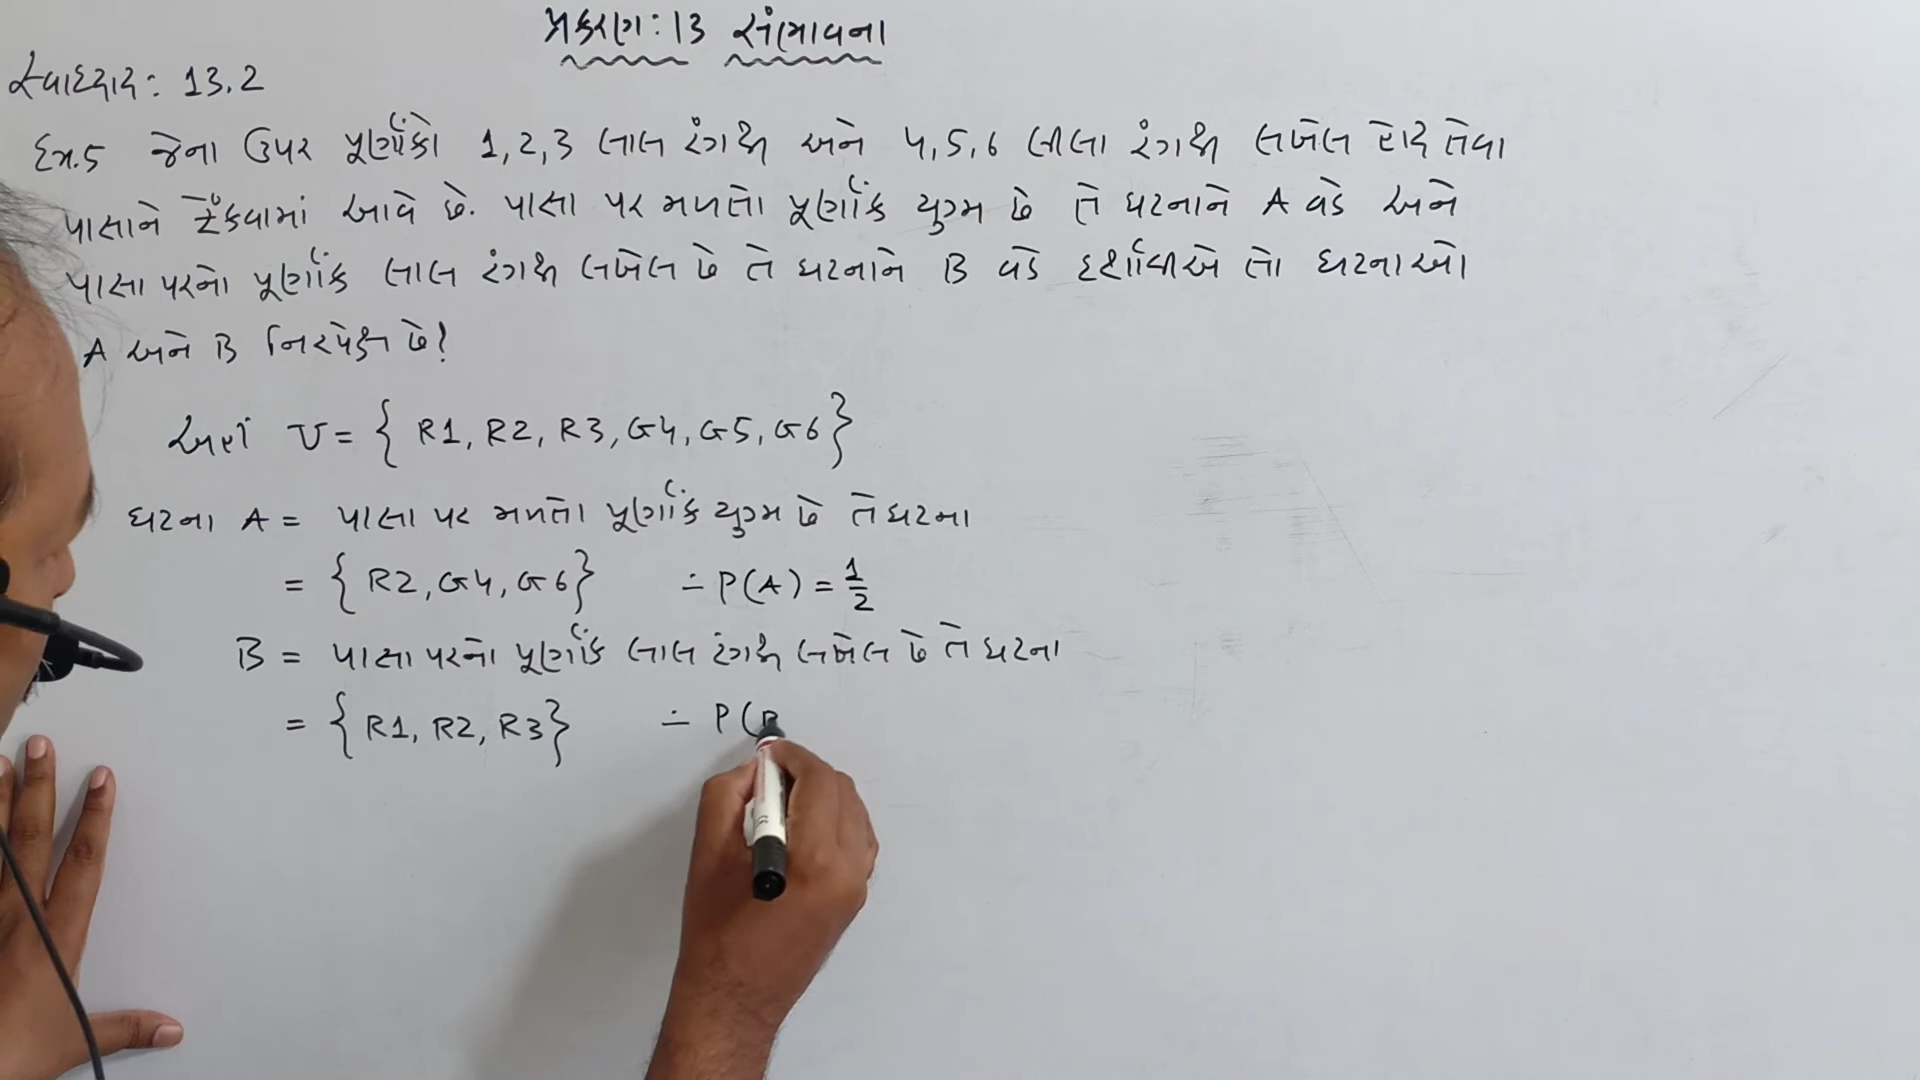 પ્રકરણ: 13 સંભાવના
સ્વાધ્યાય: 13.2
Ex.5 જેના ઉપર પૂર્ણાંકો 1,2,3 લાલ રંગથી અને 4,5,6 લીલા રંગથી લખેલ હોય તેવા
પાસાને ફેંકવામાં આવે છે. પાસા પર મળતો પૂર્ણાંક યુગ્મ છે તે ઘટનાને A વડે અને
પાસા પરનો પૂર્ણાંક લાલ રંગથી લખેલ છે તે ઘટનાને B વડે દર્શાવીએ તો ઘટનાઓ
A અને B નિરપેક્ષ છે?
અહીં U = { R1, R2, R3, G4, G5, G6 }
ઘટના A = પાસા પર મળતો પૂર્ણાંક યુગ્મ છે તે ઘટના
= { R2, G4, G6 } ∴ P(A) = 1/2
B = પાસા પરનો પૂર્ણાંક લાલ રંગથી લખેલ છે તે ઘટના
= { R1, R2, R3 } ∴ P(B